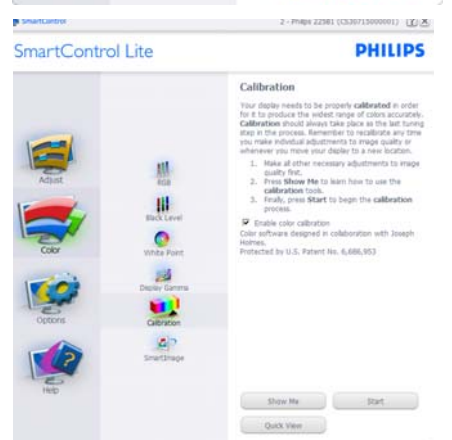 SmartControl
2 - Philips 225B1 (CS30715000001)
SmartControl Lite
PHILIPS
Adjust
Color
Options
Help
RGB
Black Level
White Point
Display Gamma
Calibration
SmartImage
Calibration
Your display needs to be properly calibrated in order
for it to produce the widest range of colors accurately.
Calibration should always take place as the last tuning
step in the process. Remember to recalibrate any time
you make individual adjustments to image quality or
whenever you move your display to a new location.
1. Make all other necessary adjustments to image
quality first.
2. Press Show Me to learn how to use the
calibration tools.
3. Finally, press Start to begin the calibration
process.
Enable color calibration
Color software designed in collaboration with Joseph
Holmes.
Protected by U.S. Patent No. 6,686,953
Show Me
Start
Quick View